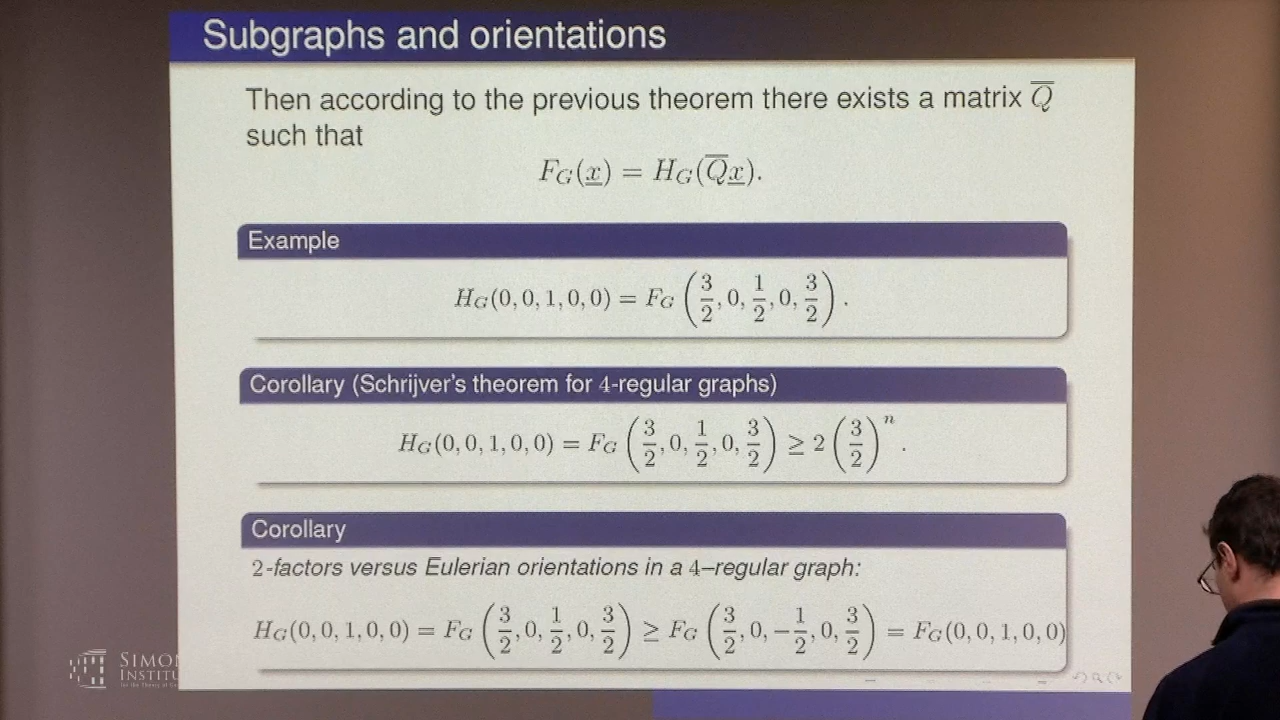 Subgraphs and orientations
Then according to the previous theorem there exists a matrix Q̅
such that
F_G(x̲) = H_G(Q̅x̲).
Example
H_G(0, 0, 1, 0, 0) = F_G (3/2, 0, 1/2, 0, 3/2) .
Corollary (Schrijver's theorem for 4-regular graphs)
H_G(0, 0, 1, 0, 0) = F_G (3/2, 0, 1/2, 0, 3/2) ≥ 2 (3/2)^n .
Corollary
2-factors versus Eulerian orientations in a 4–regular graph:
H_G(0, 0, 1, 0, 0) = F_G (3/2, 0, 1/2, 0, 3/2) ≥ F_G (3/2, 0, −1/2, 0, 3/2) = F_G(0, 0, 1, 0, 0)